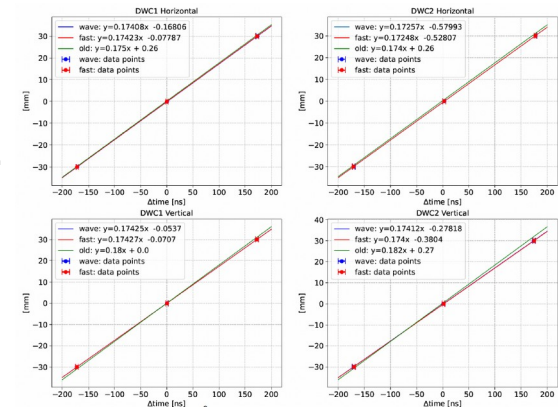 DWC1 Horizontal
wave: y=0.17408x -0.16806
fast: y=0.17423x -0.07787
old: y=0.175x + 0.26
wave: data points
fast: data points
30
20
10
0
−10
−20
−30
[mm]
−200 −150 −100 −50 0 50 100 150 200
Δtime [ns]
DWC2 Horizontal
wave: y=0.17257x -0.57993
fast: y=0.17248x -0.52807
old: y=0.174x + 0.26
wave: data points
fast: data points
30
20
10
0
−10
−20
−30
[mm]
−200 −150 −100 −50 0 50 100 150 200
Δtime [ns]
DWC1 Vertical
wave: y=0.17425x -0.0537
fast: y=0.17427x -0.0707
old: y=0.18x + 0.0
wave: data points
fast: data points
30
20
10
0
−10
−20
−30
[mm]
−200 −150 −100 −50 0 50 100 150 200
Δtime [ns]
DWC2 Vertical
wave: y=0.17412x -0.27818
fast: y=0.174x -0.3804
old: y=0.182x + 0.27
wave: data points
fast: data points
40
30
20
10
0
−10
−20
−30
[mm]
−200 −150 −100 −50 0 50 100 150 200
Δtime [ns]